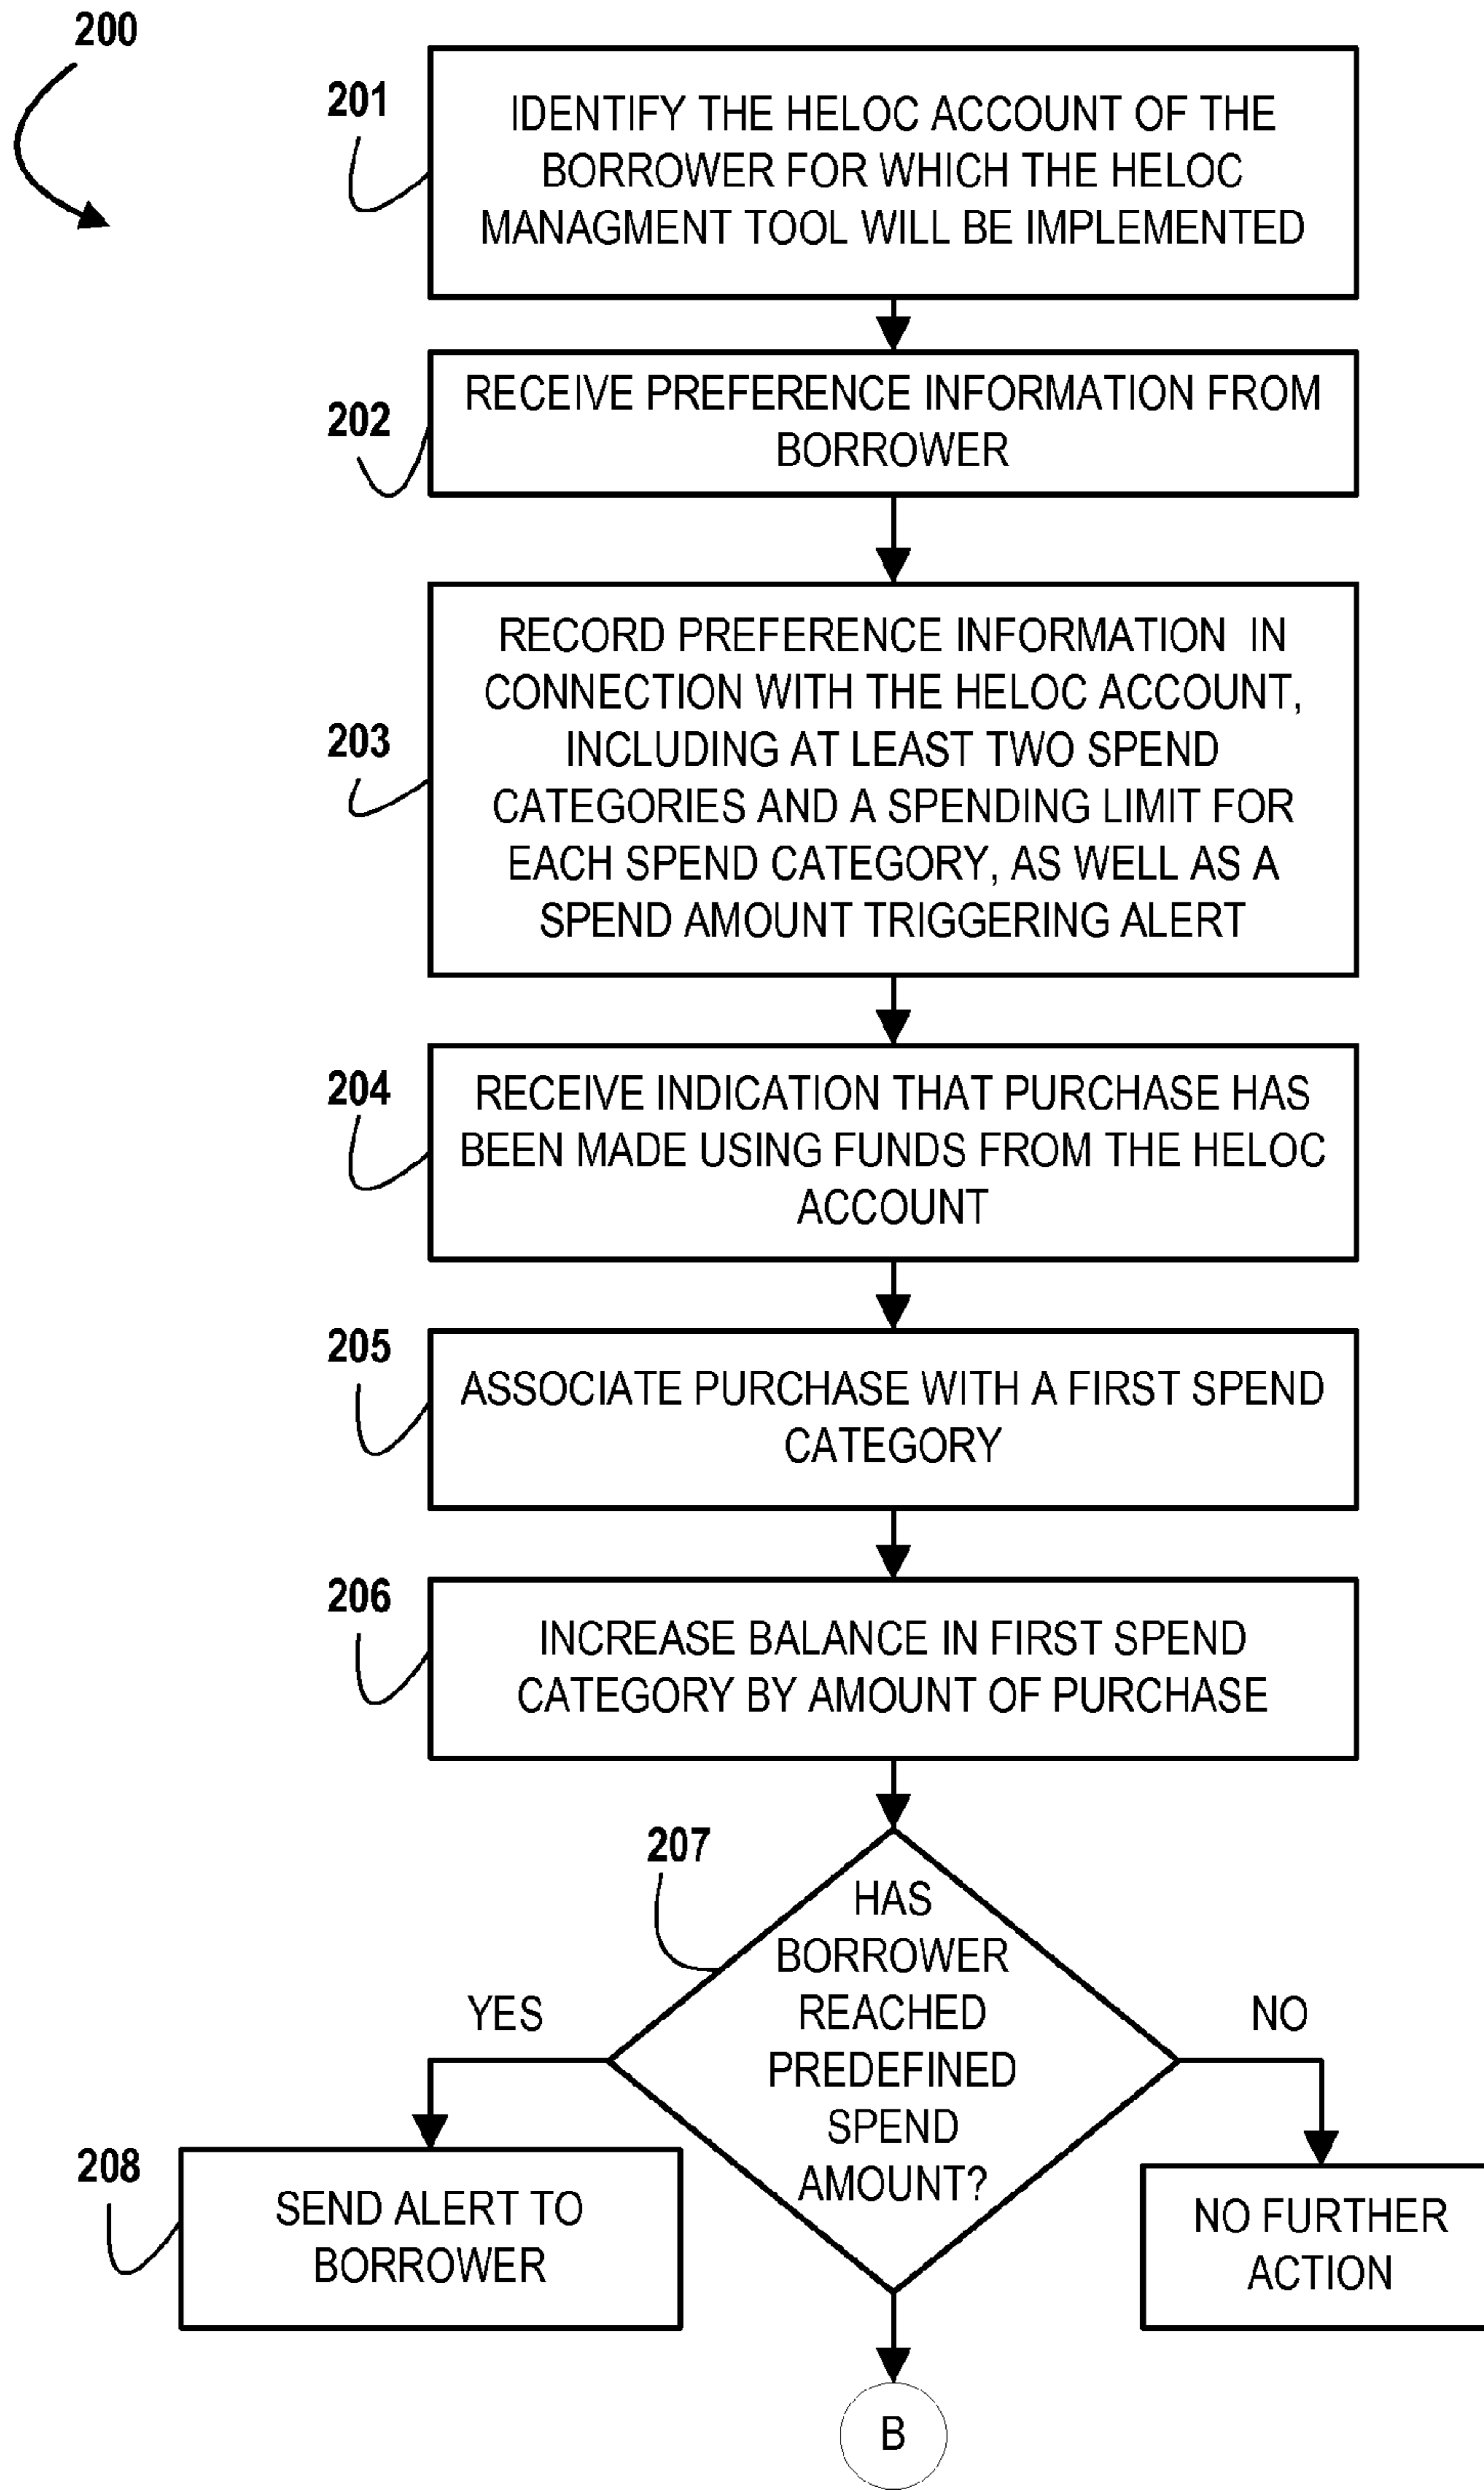 200
201
IDENTIFY THE HELOC ACCOUNT OF THE
BORROWER FOR WHICH THE HELOC
MANAGMENT TOOL WILL BE IMPLEMENTED
202
RECEIVE PREFERENCE INFORMATION FROM
BORROWER
203
RECORD PREFERENCE INFORMATION IN
CONNECTION WITH THE HELOC ACCOUNT,
INCLUDING AT LEAST TWO SPEND
CATEGORIES AND A SPENDING LIMIT FOR
EACH SPEND CATEGORY, AS WELL AS A
SPEND AMOUNT TRIGGERING ALERT
204
RECEIVE INDICATION THAT PURCHASE HAS
BEEN MADE USING FUNDS FROM THE HELOC
ACCOUNT
205
ASSOCIATE PURCHASE WITH A FIRST SPEND
CATEGORY
206
INCREASE BALANCE IN FIRST SPEND
CATEGORY BY AMOUNT OF PURCHASE
207
HAS
BORROWER
REACHED
PREDEFINED
SPEND
AMOUNT?
YES
NO
208
SEND ALERT TO
BORROWER
NO FURTHER
ACTION
B